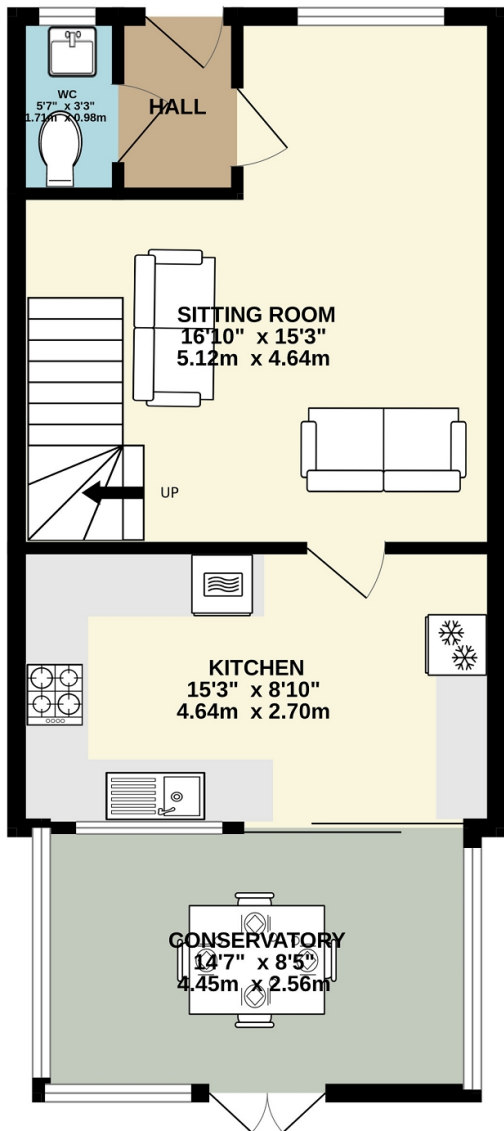 WC
5'7" x 3'3"
1.71m x 0.98m
HALL
SITTING ROOM
16'10" x 15'3"
5.12m x 4.64m
UP
KITCHEN
15'3" x 8'10"
4.64m x 2.70m
CONSERVATORY
14'7" x 8'5"
4.45m x 2.56m